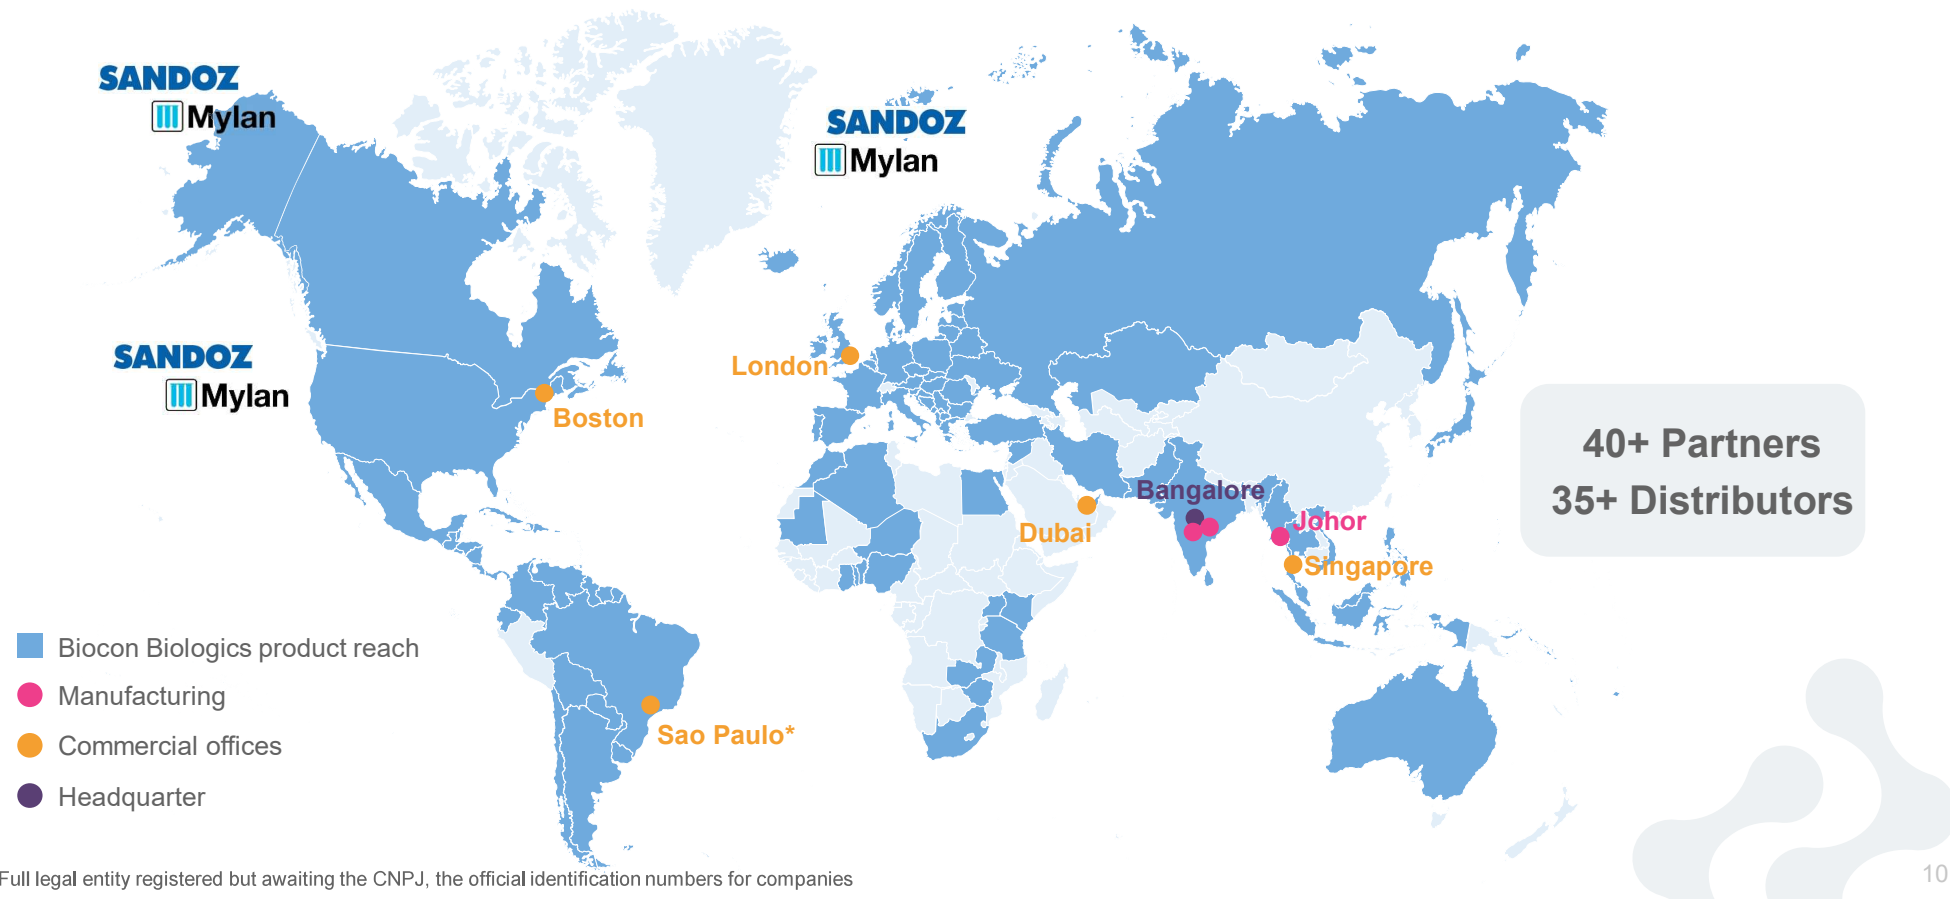 SANDOZ
Mylan
SANDOZ
Mylan
SANDOZ
Mylan
London
Boston
Bangalore
Dubai
Johor
Singapore
Sao Paulo*
40+ Partners
35+ Distributors
Biocon Biologics product reach
Manufacturing
Commercial offices
Headquarter
Full legal entity registered but awaiting the CNPJ, the official identification numbers for companies
10